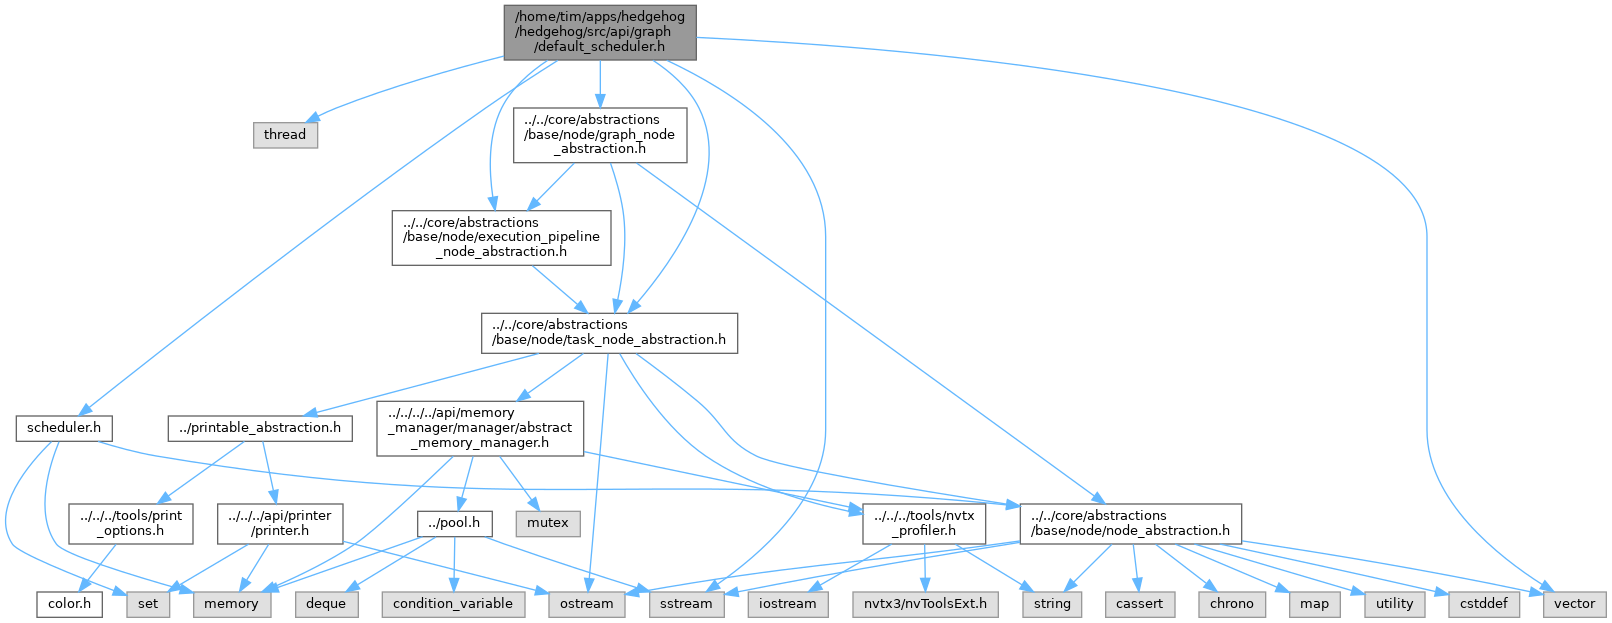 /home/tim/apps/hedgehog
/hedgehog/src/api/graph
/default_scheduler.h
thread
../../core/abstractions
/base/node/graph_node
_abstraction.h
../../core/abstractions
/base/node/execution_pipeline
_node_abstraction.h
../../core/abstractions
/base/node/task_node_abstraction.h
scheduler.h
../printable_abstraction.h
../../../../api/memory
_manager/manager/abstract
_memory_manager.h
../../../tools/print
_options.h
../../../api/printer
/printer.h
../pool.h
mutex
../../../tools/nvtx
_profiler.h
../../core/abstractions
/base/node/node_abstraction.h
color.h
set
memory
deque
condition_variable
ostream
sstream
iostream
nvtx3/nvToolsExt.h
string
cassert
chrono
map
utility
cstddef
vector